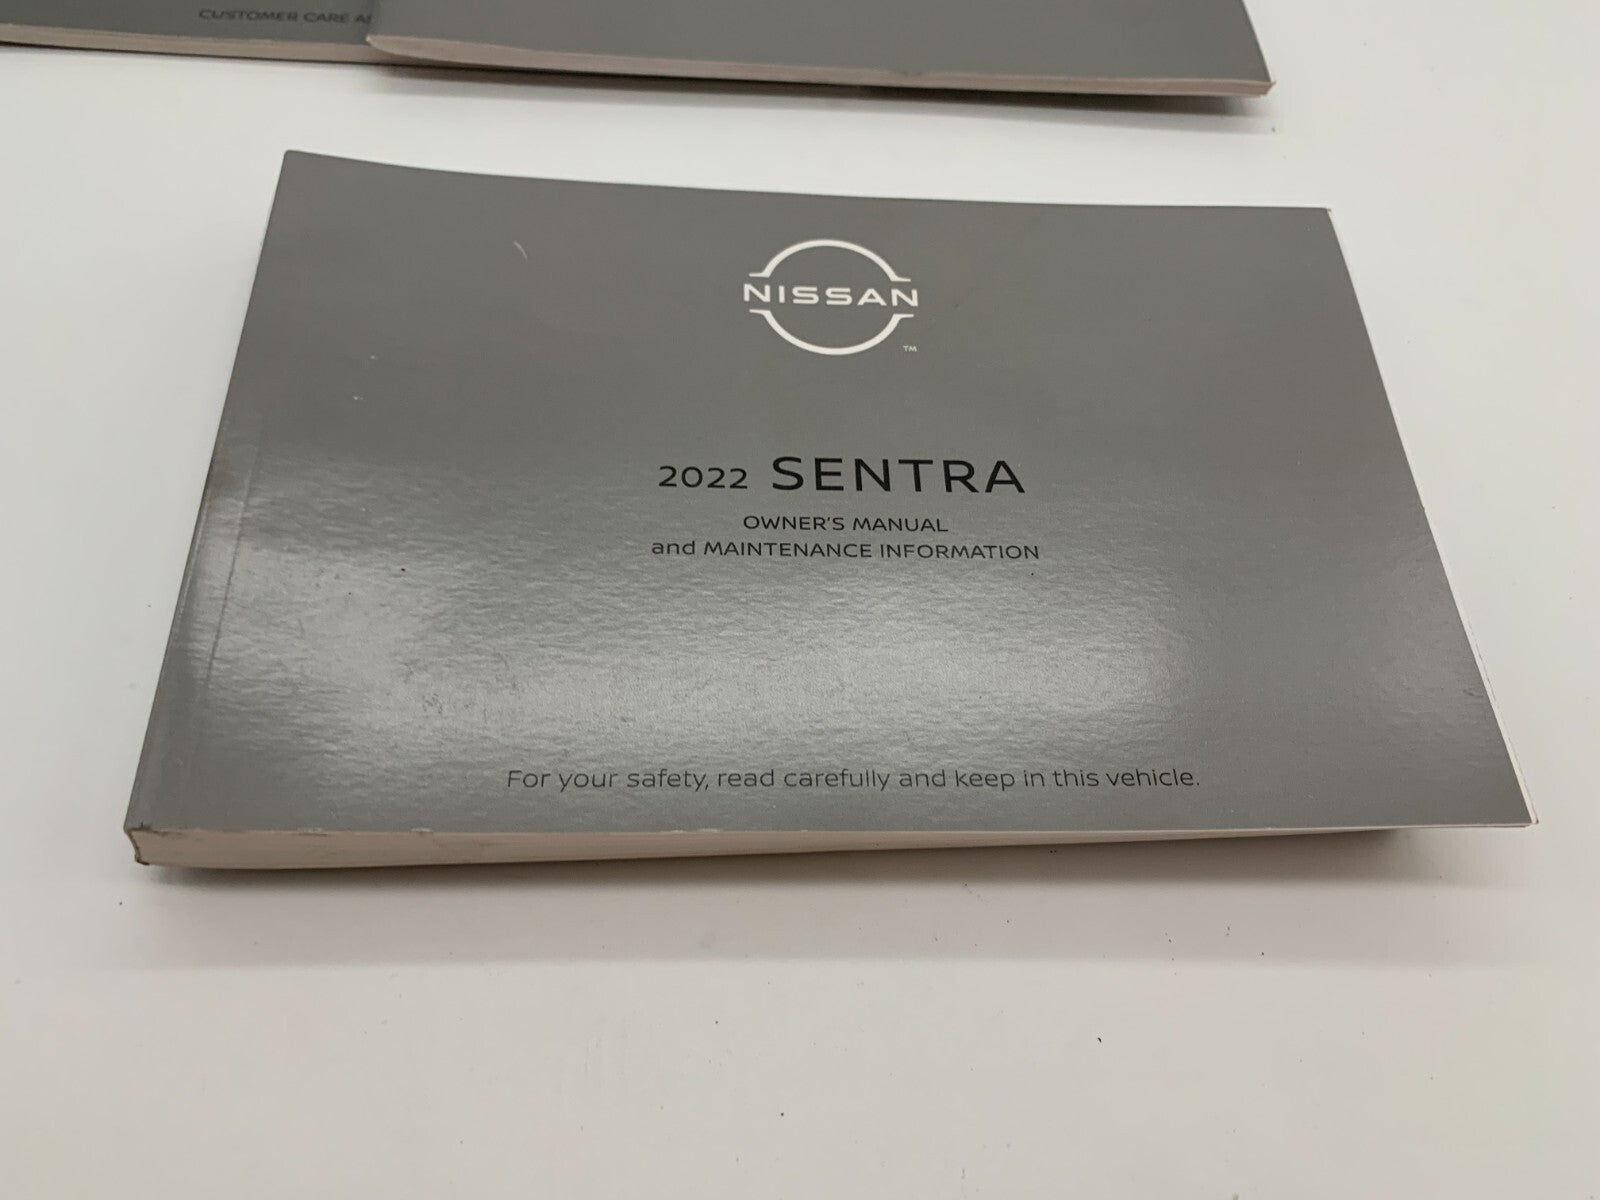 CUSTOMER CARE
NISSAN
TM
2022 SENTRA
OWNER'S MANUAL
and MAINTENANCE INFORMATION
For your safety, read carefully and keep in this vehicle.